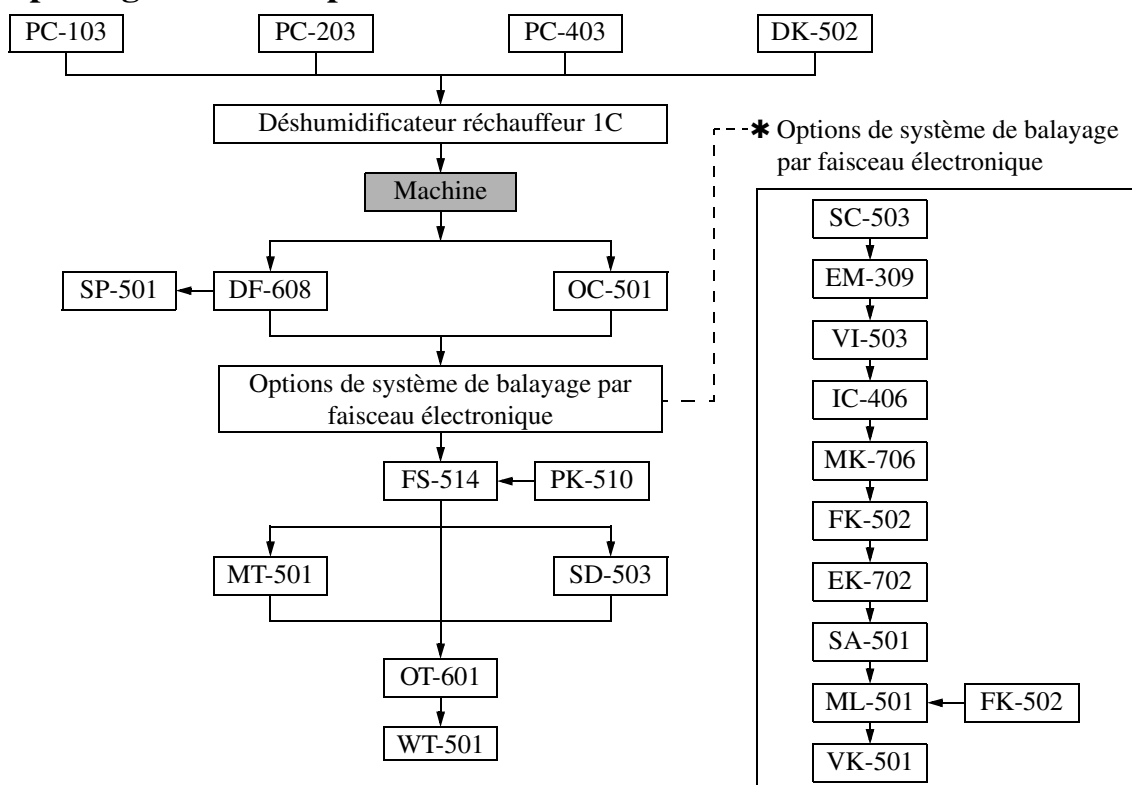 PC-103
PC-203
PC-403
DK-502
Déshumidificateur réchauffeur 1C
Machine
SP-501
DF-608
OC-501
Options de système de balayage par
faisceau électronique
FS-514
PK-510
MT-501
SD-503
OT-601
WT-501
✱ Options de système de balayage
par faisceau électronique
SC-503
EM-309
VI-503
IC-406
MK-706
FK-502
EK-702
SA-501
ML-501
FK-502
VK-501